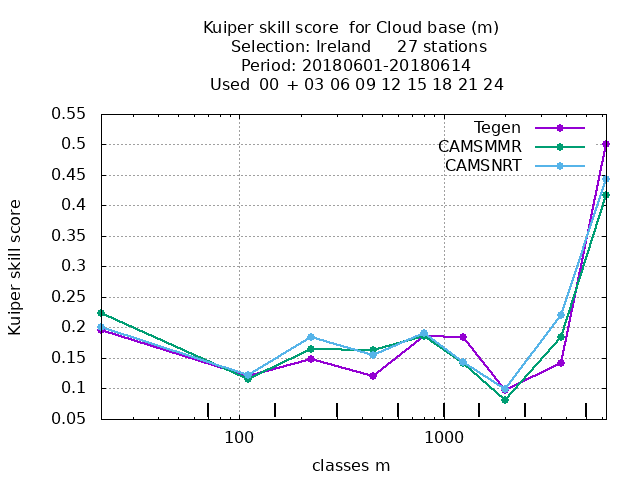 Kuiper skill score  for Cloud base (m)
Selection: Ireland     27 stations
Period: 20180601-20180614
Used  00 + 03 06 09 12 15 18 21 24
Tegen
CAMSMMR
CAMSNRT
0.55
0.5
0.45
0.4
0.35
0.3
0.25
0.2
0.15
0.1
0.05
Kuiper skill score
100
1000
classes m